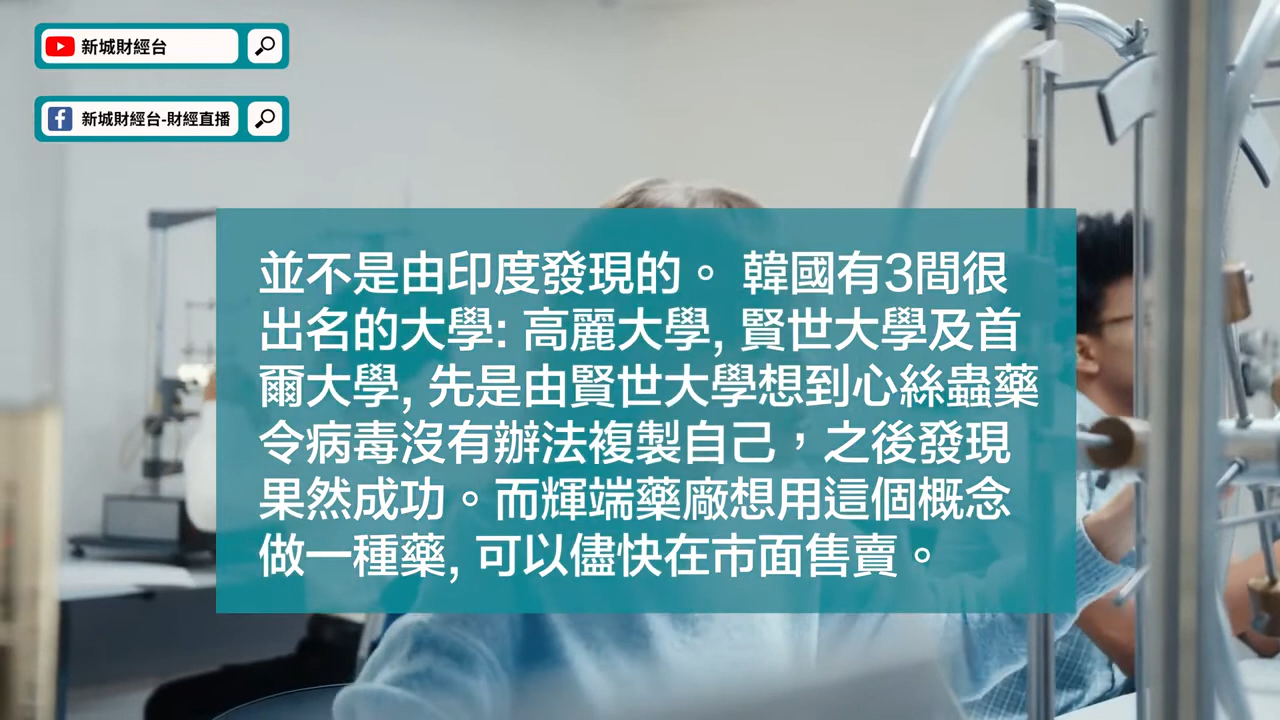 新城財經台
新城財經台-財經直播
並不是由印度發現的。 韓國有3間很
出名的大學: 高麗大學, 賢世大學及首
爾大學, 先是由賢世大學想到心絲蟲藥
令病毒沒有辦法複製自己，之後發現
果然成功。而輝端藥廠想用這個概念
做一種藥, 可以儘快在市面售賣。